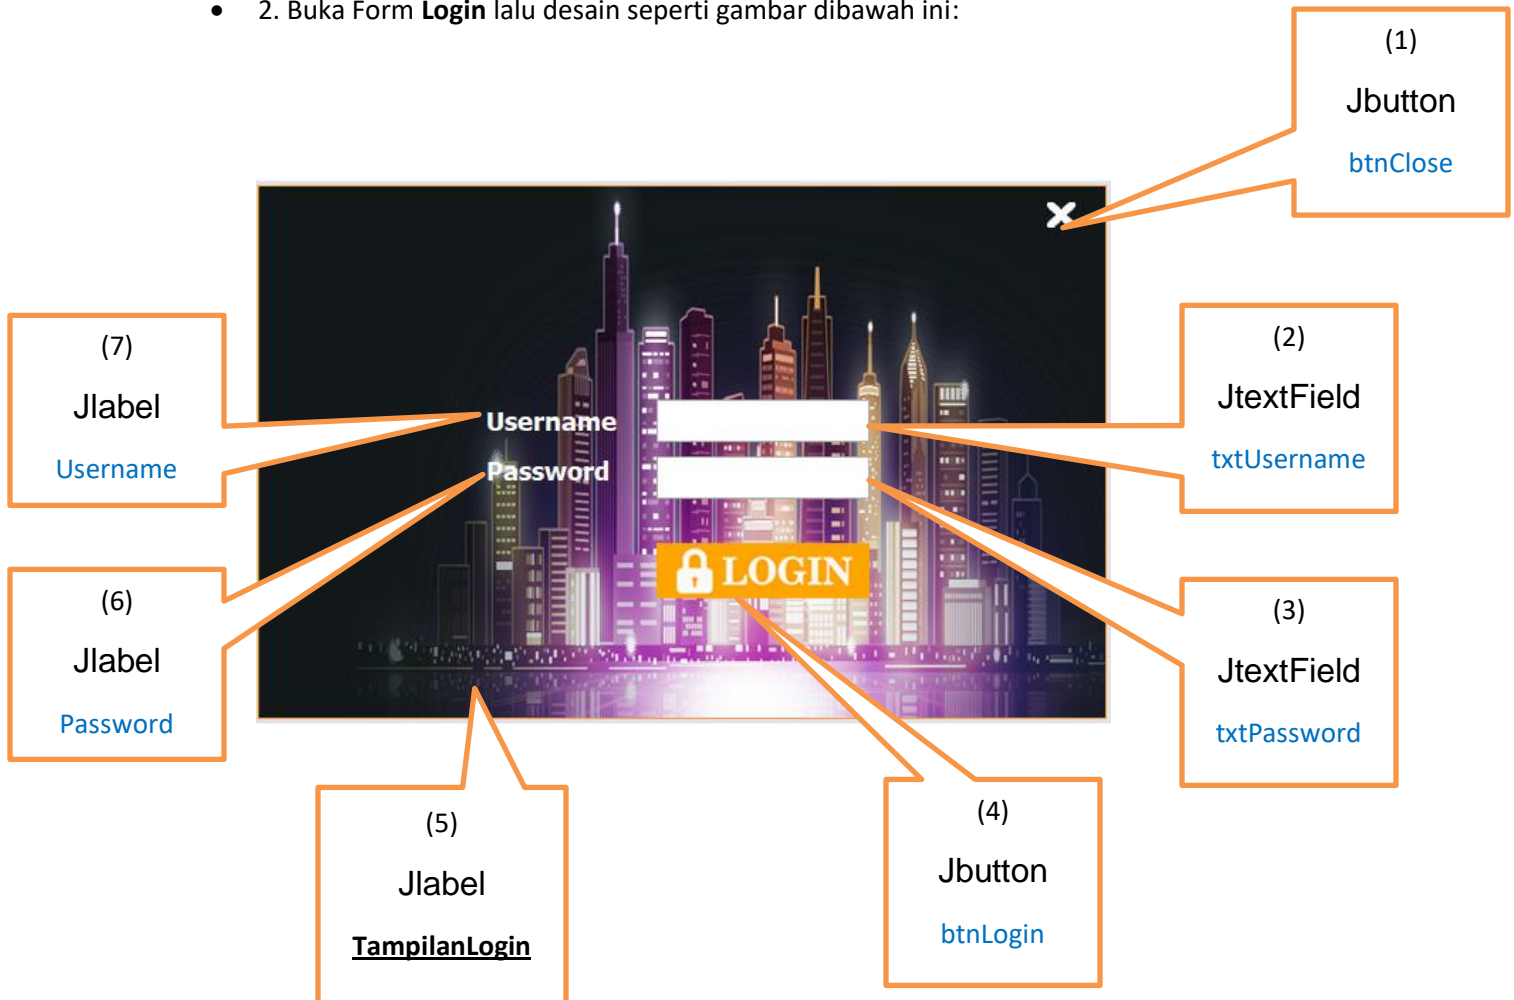 • 2. Buka Form Login lalu desain seperti gambar dibawah ini:
(1)
Jbutton
btnClose
(7)
Jlabel
Username
(2)
JtextField
txtUsername
Username
Password
LOGIN
(6)
Jlabel
Password
(3)
JtextField
txtPassword
(5)
Jlabel
TampilanLogin
(4)
Jbutton
btnLogin